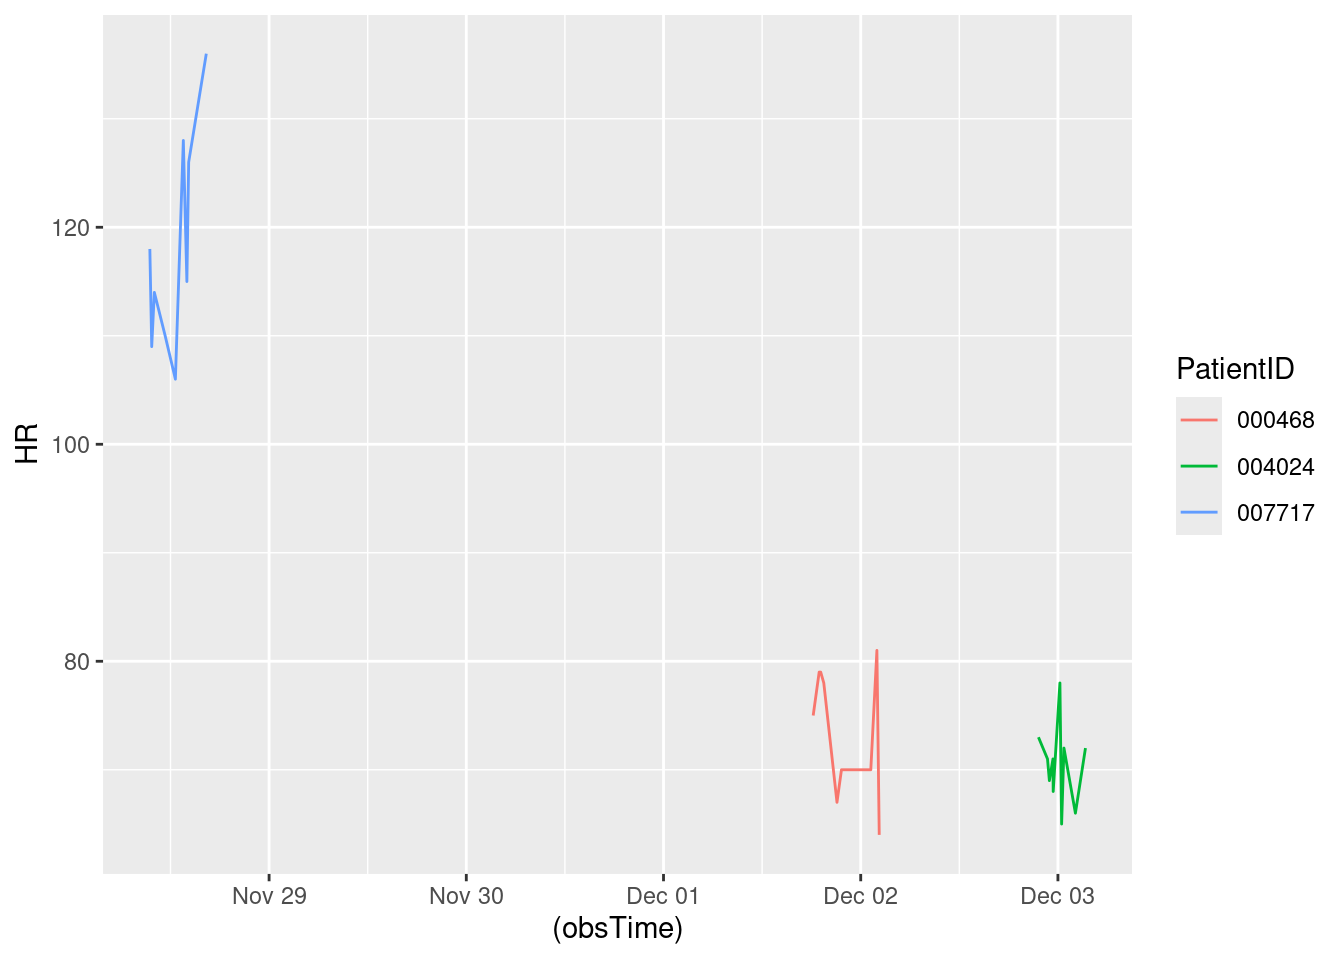 HR
120
100
80
Nov 29
Nov 30
Dec 01
Dec 02
Dec 03
(obsTime)
PatientID
000468
004024
007717